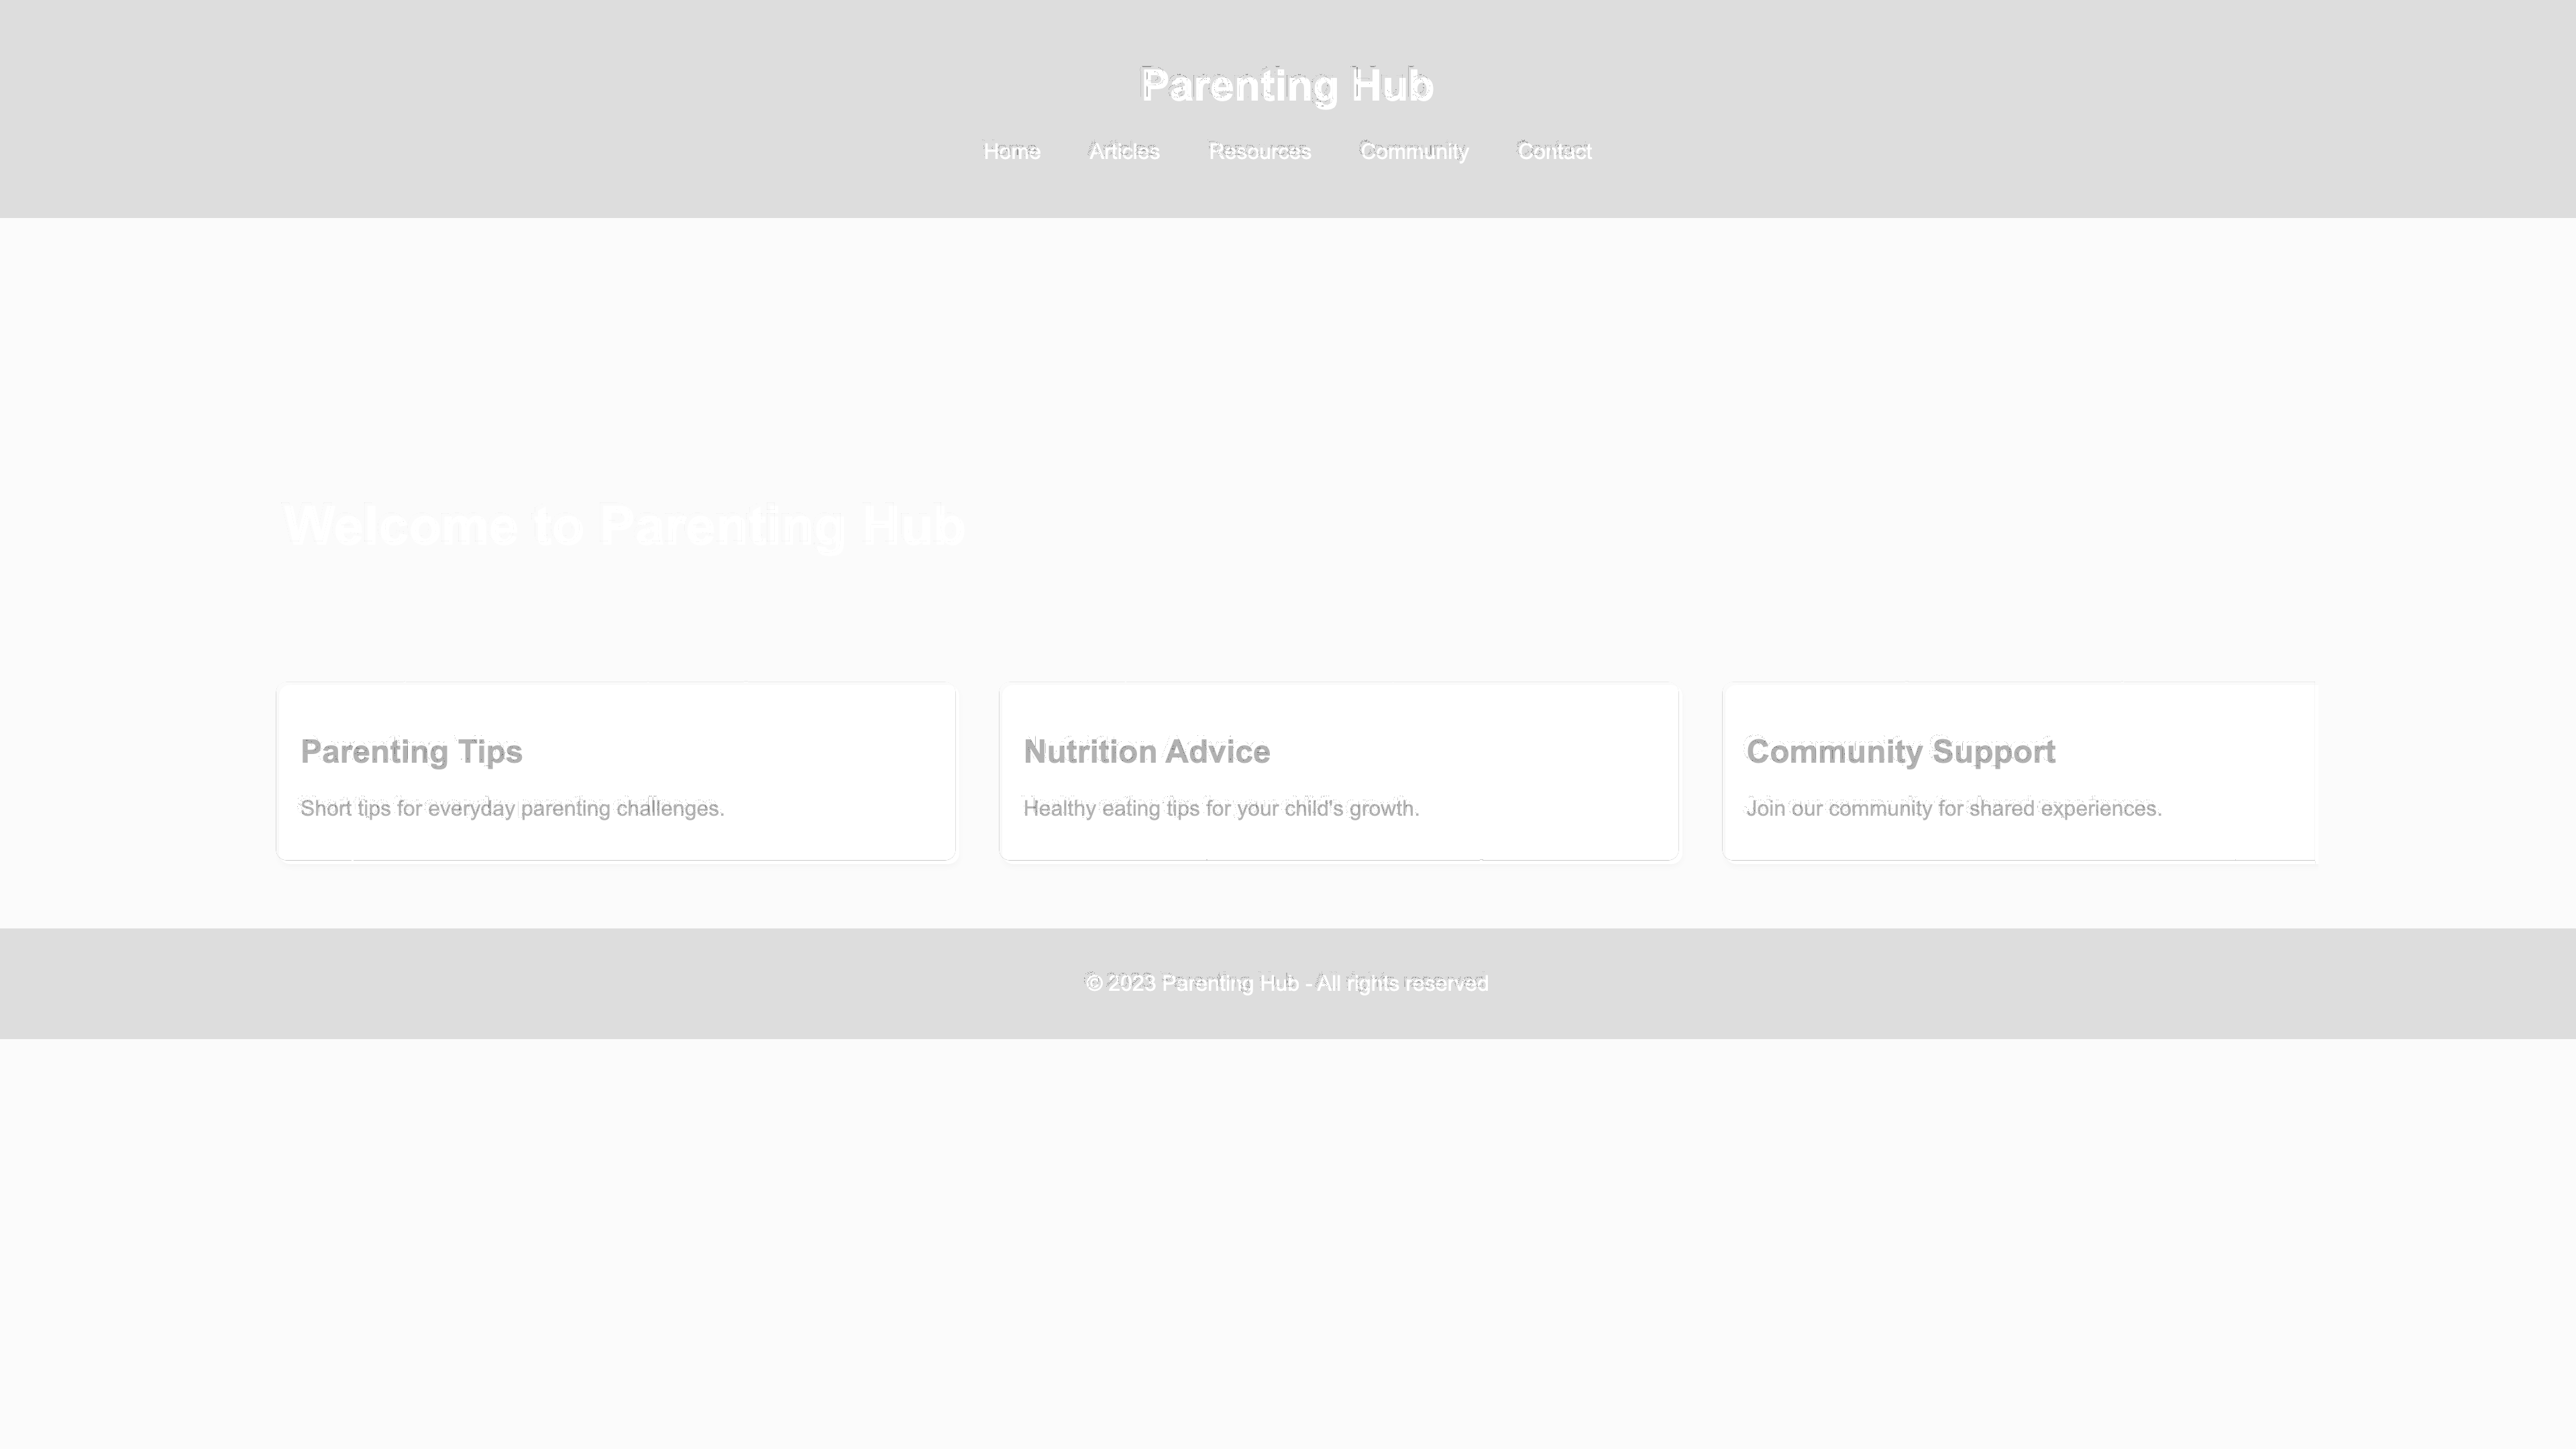 Parenting Hub
Home Articles Resources Community Contact
Welcome to Parenting Hub
Parenting Tips
Short tips for everyday parenting challenges.
Nutrition Advice
Healthy eating tips for your child's growth.
Community Support
Join our community for shared experiences.
© 2023 Parenting Hub - All rights reserved